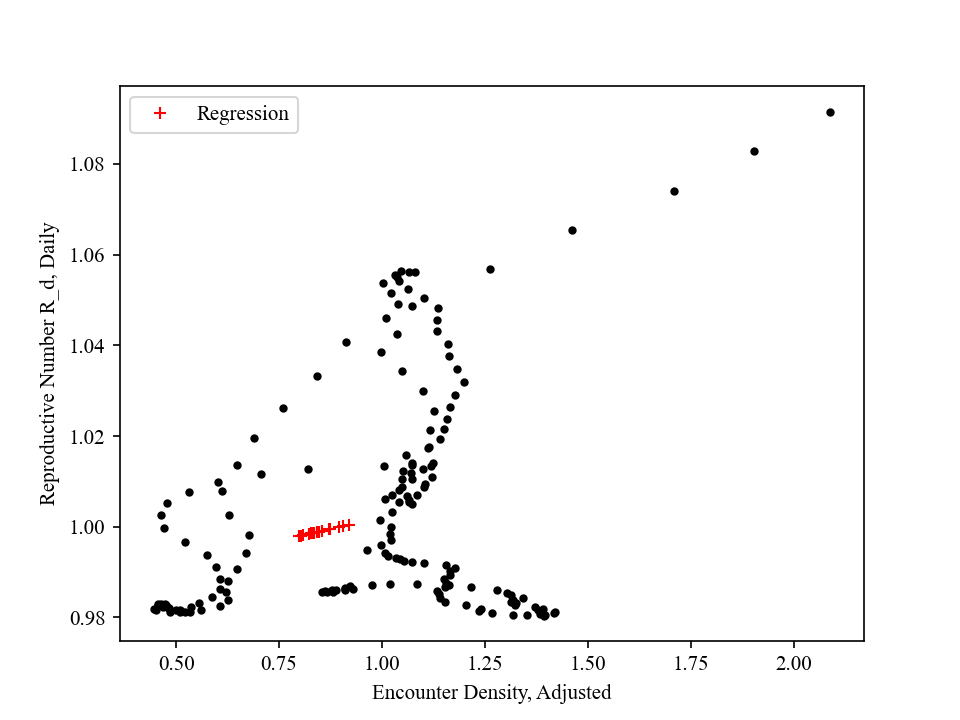 Regression
1.08
1.06
1.04
1.02
1.00
0.98
Reproductive Number R_d, Daily
0.50 0.75 1.00 1.25 1.50 1.75 2.00
Encounter Density, Adjusted